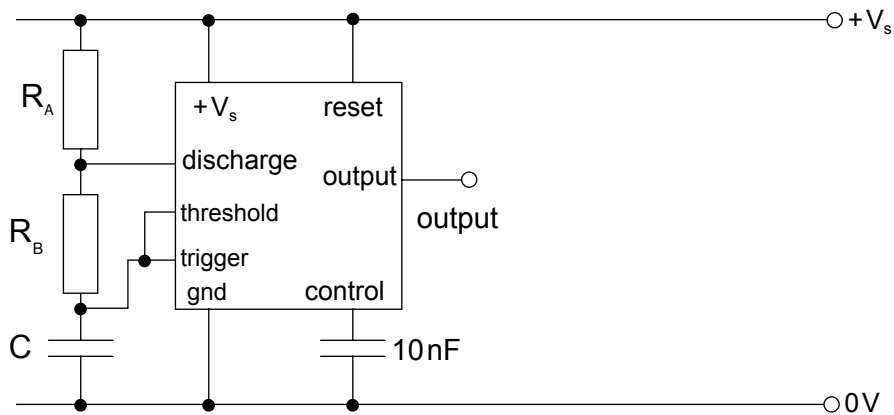 +Vs
RA
+Vs
reset
discharge
output
threshold
output
RB
trigger
gnd
control
C
10nF
0V